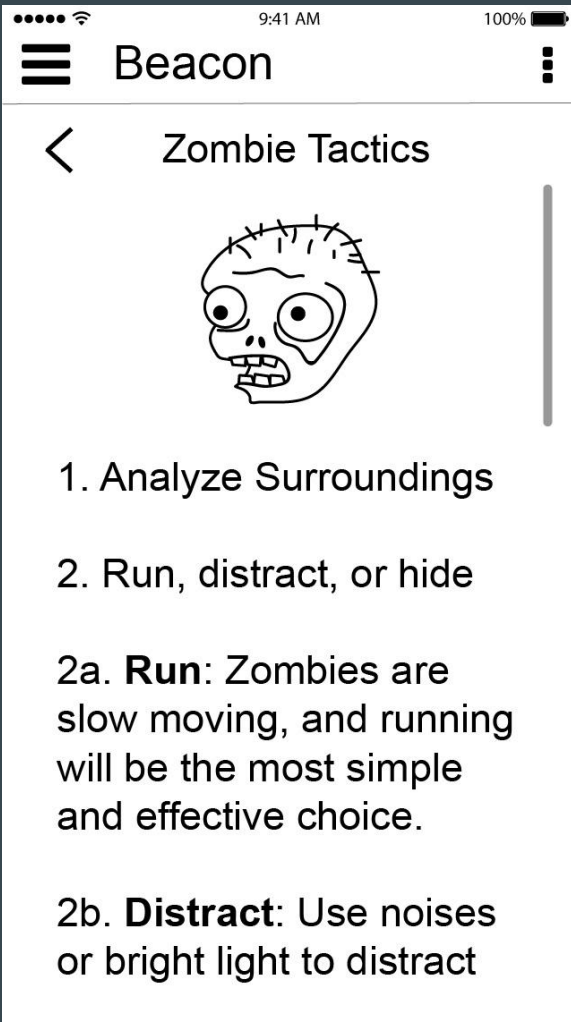 9:41 AM 100%
Beacon
Zombie Tactics
1. Analyze Surroundings
2. Run, distract, or hide
2a. Run: Zombies are
slow moving, and running
will be the most simple
and effective choice.
2b. Distract: Use noises
or bright light to distract